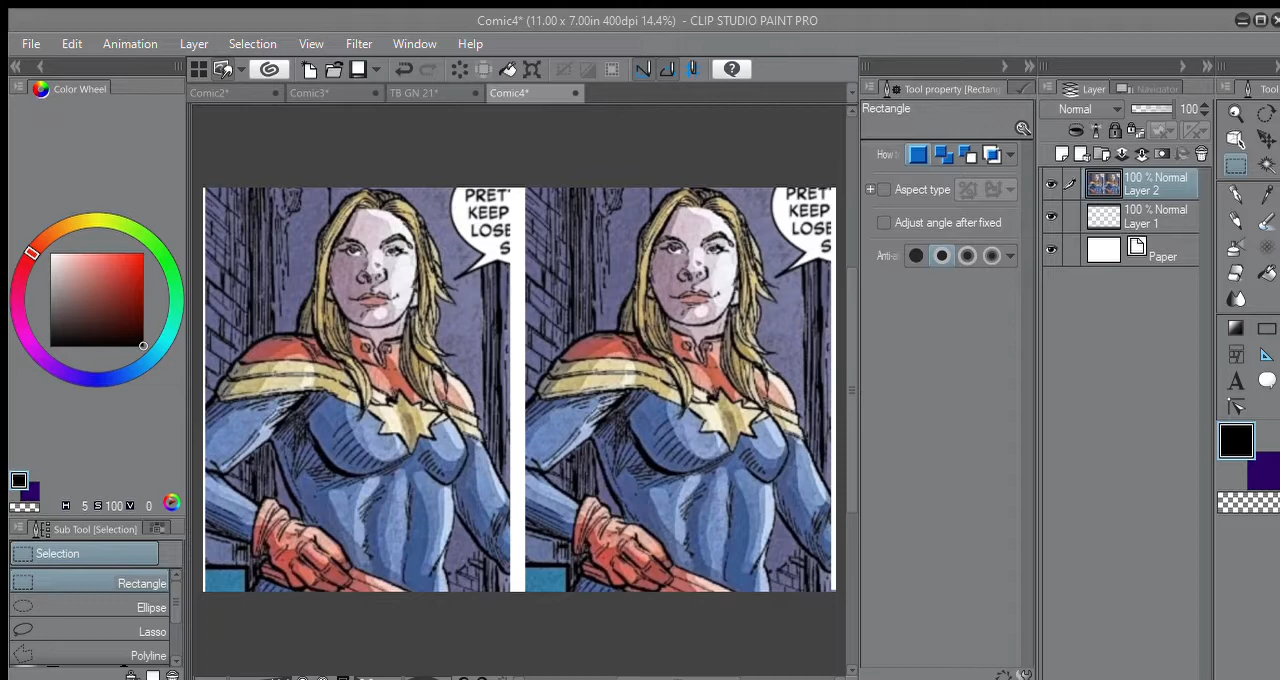 Comic4* (11.00 x 7.00in 400dpi 14.4%) - CLIP STUDIO PAINT PRO
File Edit Animation Layer Selection View Filter Window Help
Color Wheel
Comic2* Comic3* TB GN 21* Comic4*
Tool property [Rectang
Layer Navigator
Tool
Rectangle
Normal 100
How
Aspect type
Adjust angle after fixed
Anti-
100 % Normal
Layer 2
100 % Normal
Layer 1
Paper
PRET
KEEP
LOSE
S
PRET
KEEP
LOSE
S
H 5 S 100 V 0
Sub Tool [Selection]
Selection
Rectangle
Ellipse
Lasso
Polyline